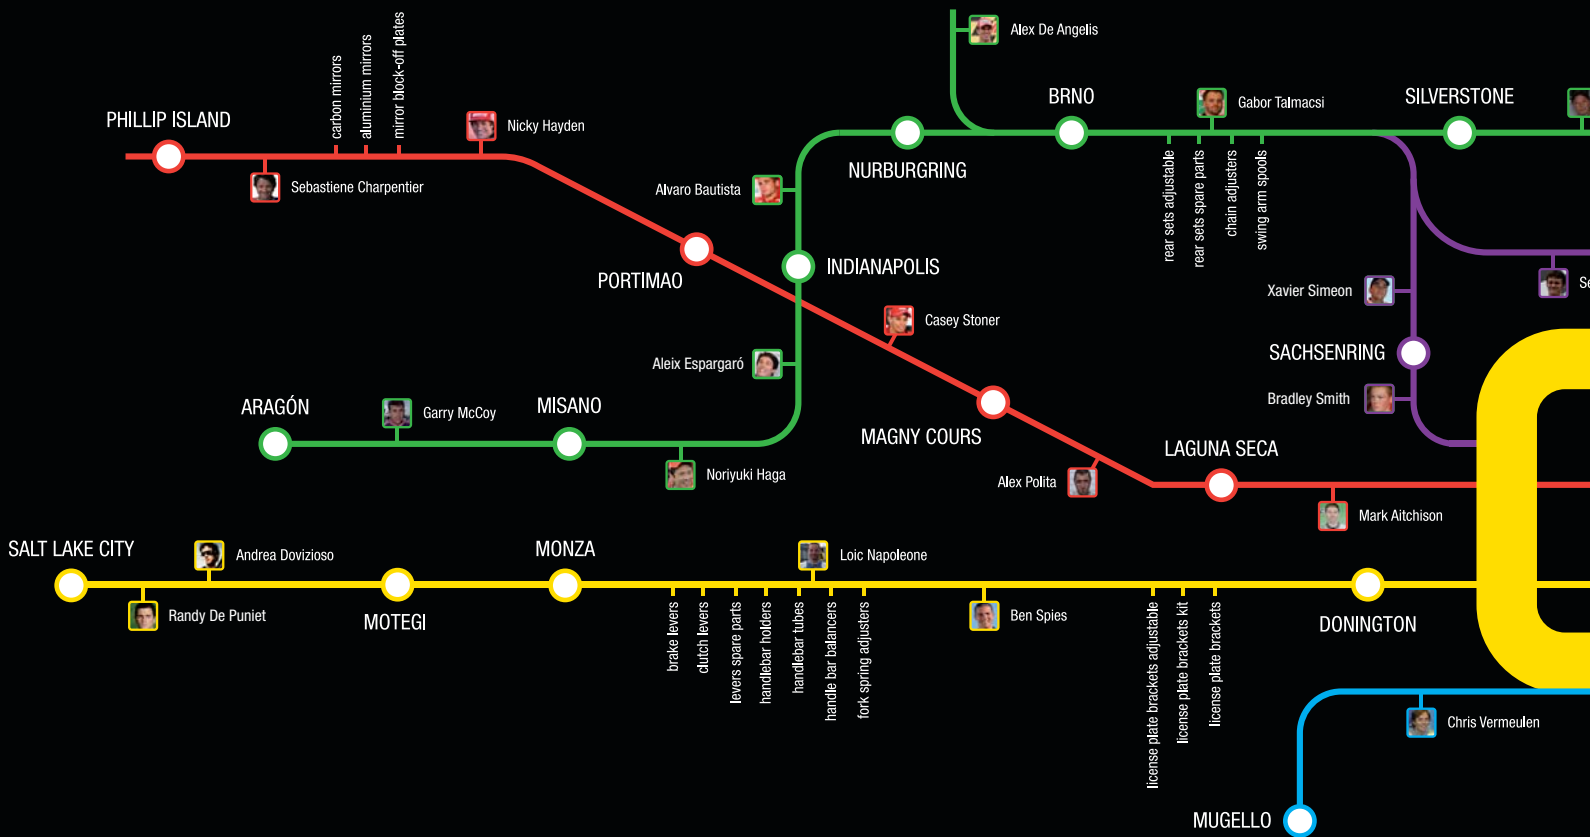 Alex De Angelis
PHILLIP ISLAND
carbon mirrors
aluminium mirrors
mirror block-off plates
Nicky Hayden
Sebastiene Charpentier
BRNO
Gabor Talmacsi
SILVERSTONE
NURBURGRING
rear sets adjustable
rear sets spare parts
chain adjusters
swing arm spools
Alvaro Bautista
PORTIMAO
INDIANAPOLIS
Xavier Simeon
Se
Casey Stoner
SACHSENRING
Aleix Espargaró
Bradley Smith
ARAGÓN
Garry McCoy
MISANO
MAGNY COURS
LAGUNA SECA
Noriyuki Haga
Alex Polita
Mark Aitchison
SALT LAKE CITY
Andrea Dovizioso
MONZA
Loic Napoleone
Randy De Puniet
MOTEGI
brake levers
clutch levers
levers spare parts
handlebar holders
handlebar tubes
handle bar balancers
fork spring adjusters
Ben Spies
license plate brackets adjustable
license plate brackets kit
license plate brackets
DONINGTON
Chris Vermeulen
MUGELLO